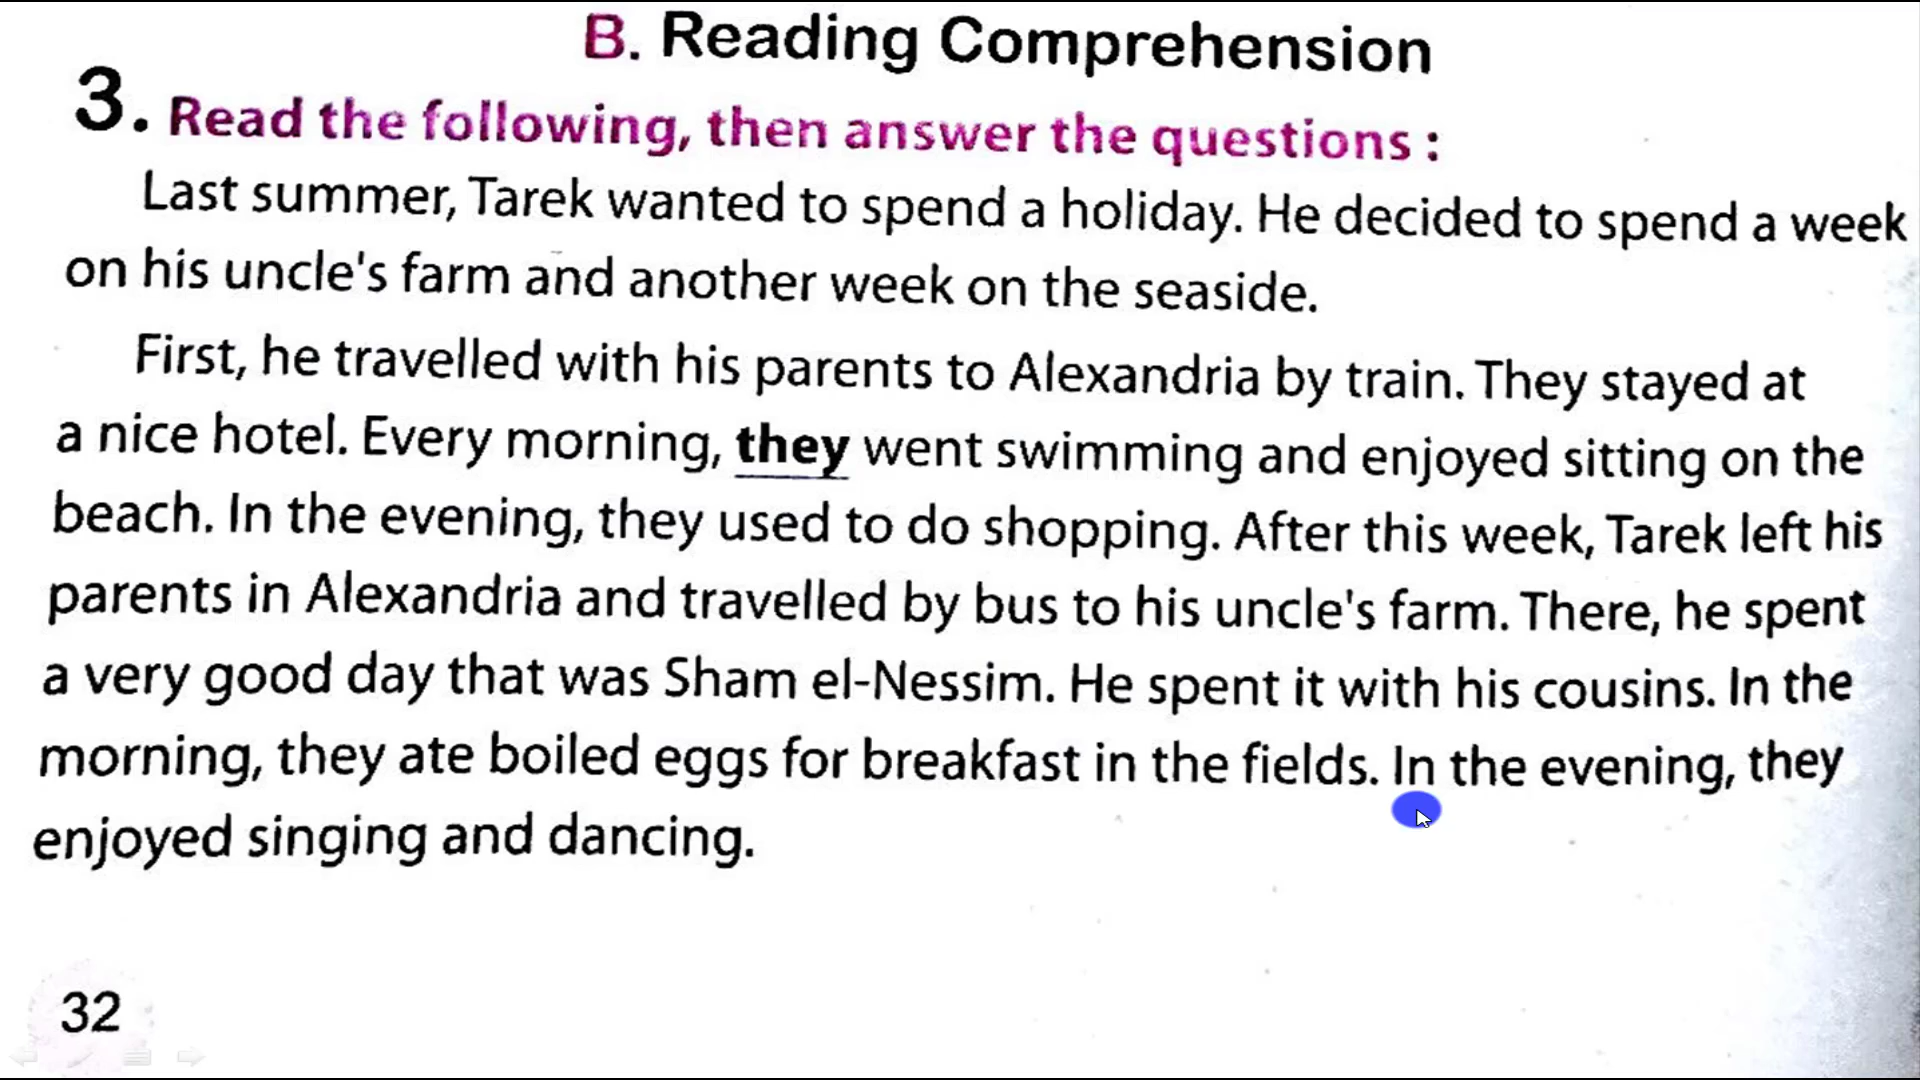 B. Reading Comprehension
3. Read the following, then answer the questions :
Last summer, Tarek wanted to spend a holiday. He decided to spend a week
on his uncle's farm and another week on the seaside.
First, he travelled with his parents to Alexandria by train. They stayed at
a nice hotel. Every morning, they went swimming and enjoyed sitting on the
beach. In the evening, they used to do shopping. After this week, Tarek left his
parents in Alexandria and travelled by bus to his uncle's farm. There, he spent
a very good day that was Sham el-Nessim. He spent it with his cousins. In the
morning, they ate boiled eggs for breakfast in the fields. In the evening, they
enjoyed singing and dancing.
32